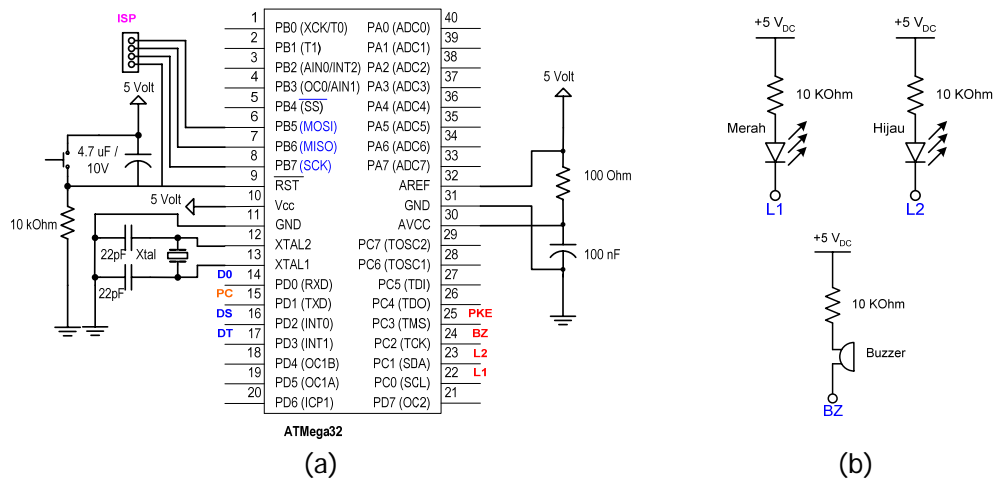 ISP
5 Volt
4.7 uF /
10V
5 Volt
10 kOhm
22pF
Xtal
22pF
D0
PC
DS
DT
1 PB0 (XCK/T0)
2 PB1 (T1)
3 PB2 (AIN0/INT2)
4 PB3 (OC0/AIN1)
5 PB4 (SS)
6 PB5 (MOSI)
7 PB6 (MISO)
8 PB7 (SCK)
9 RST
10 Vcc
11 GND
12 XTAL2
13 XTAL1
14 PD0 (RXD)
15 PD1 (TXD)
16 PD2 (INT0)
17 PD3 (INT1)
18 PD4 (OC1B)
19 PD5 (OC1A)
20 PD6 (ICP1)
PA0 (ADC0) 40
PA1 (ADC1) 39
PA2 (ADC2) 38
PA3 (ADC3) 37
PA4 (ADC4) 36
PA5 (ADC5) 35
PA6 (ADC6) 34
PA7 (ADC7) 33
AREF 32
GND 31
AVCC 30
PC7 (TOSC2) 29
PC6 (TOSC1) 28
PC5 (TDI) 27
PC4 (TDO) 26
PC3 (TMS) 25
PC2 (TCK) 24
PC1 (SDA) 23
PC0 (SCL) 22
PD7 (OC2) 21
PKE
BZ
L2
L1
5 Volt
100 Ohm
100 nF
ATMega32
(a)
+5 VDC
10 KOhm
Merah
L1
+5 VDC
10 KOhm
Hijau
L2
+5 VDC
10 KOhm
Buzzer
BZ
(b)